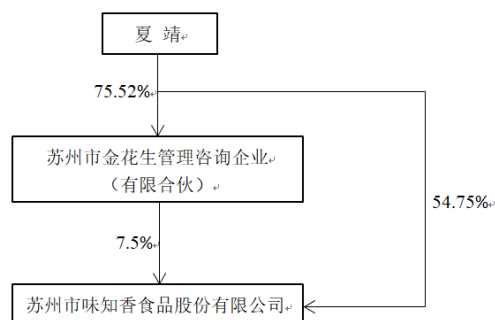 夏 靖
75.52%
苏州市金花生管理咨询企业
（有限合伙）
54.75%
7.5%
苏州市味知香食品股份有限公司